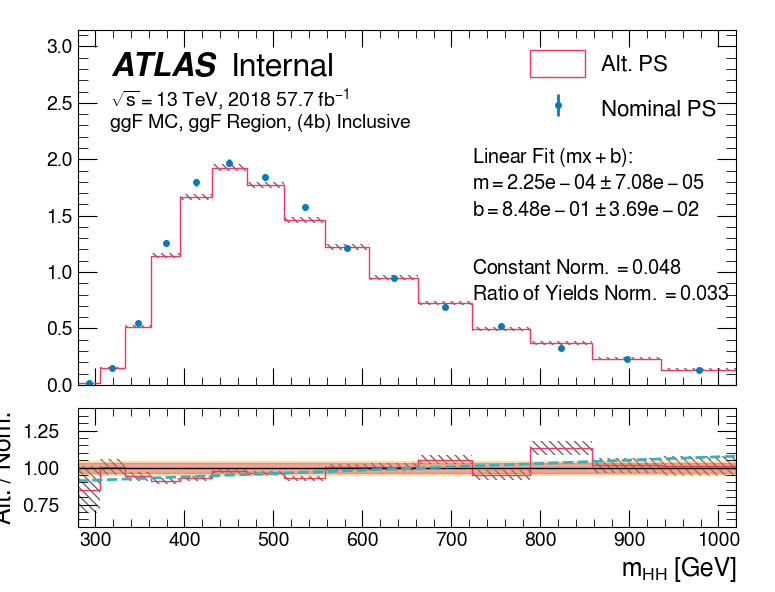 ATLAS Internal
√s = 13 TeV, 2018 57.7 fb⁻¹
ggF MC, ggF Region, (4b) Inclusive
Alt. PS
Nominal PS
Linear Fit (mx + b):
m = 2.25e − 04 ± 7.08e − 05
b = 8.48e − 01 ± 3.69e − 02
Constant Norm. = 0.048
Ratio of Yields Norm. = 0.033
3.0
2.5
2.0
1.5
1.0
0.5
0.0
Alt. / Nom.
1.25
1.00
0.75
300 400 500 600 700 800 900 1000
m_HH [GeV]